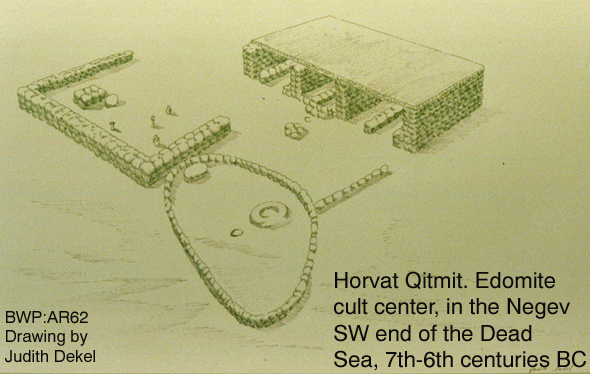 BWP:AR62
Drawing by
Judith Dekel
Horvat Qitmit. Edomite
cult center, in the Negev
SW end of the Dead
Sea, 7th-6th centuries BC